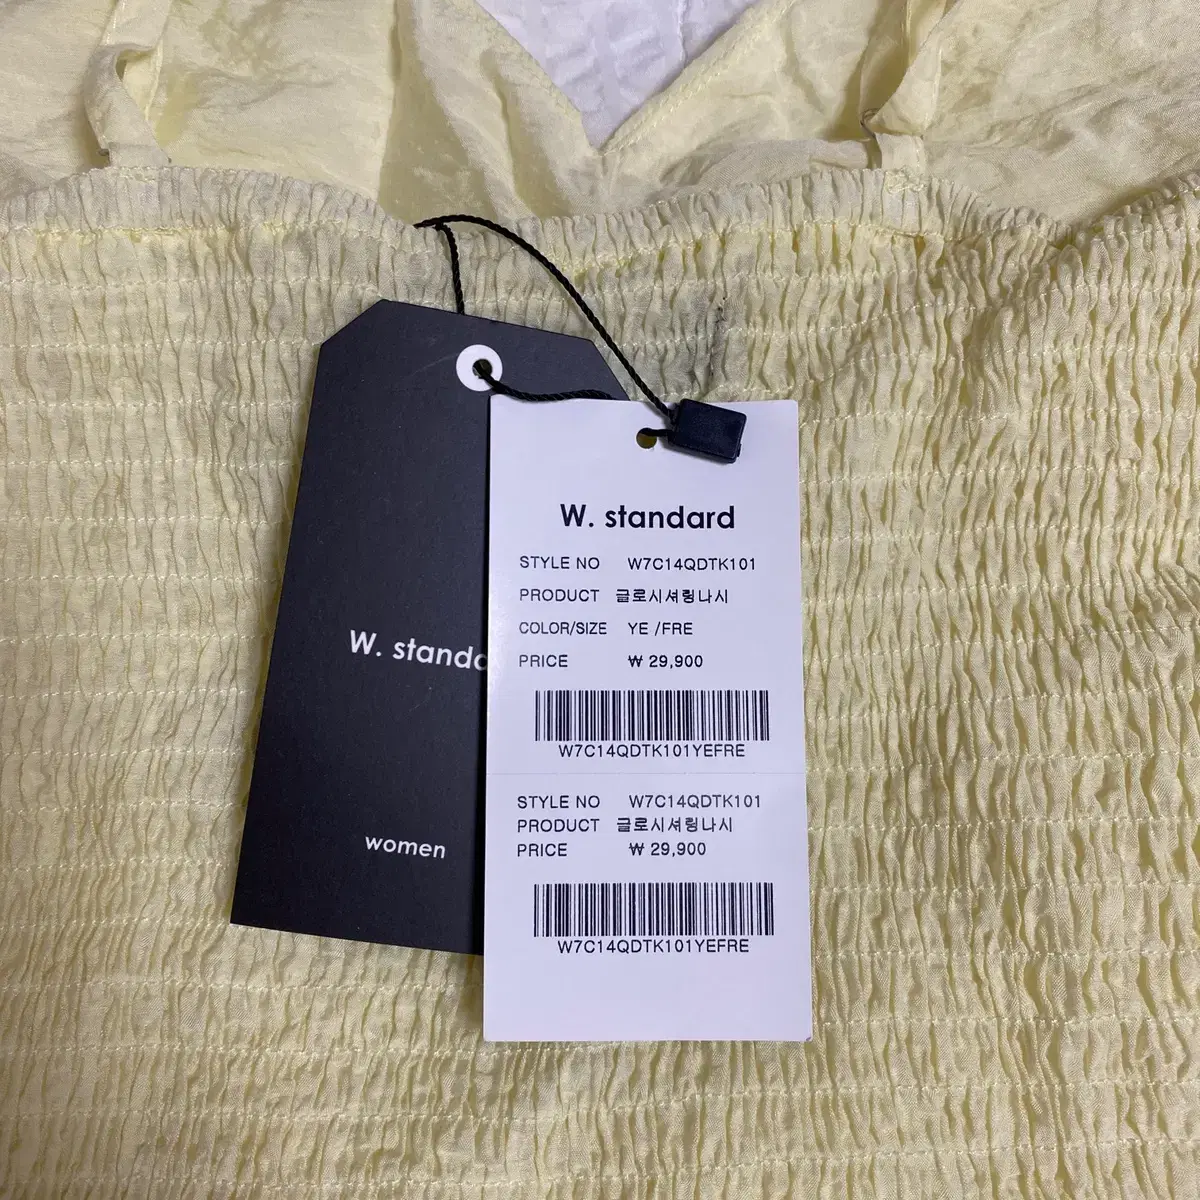 W. standa
women
W. standard
STYLE NO W7C14QDTK101
PRODUCT 글로시셔링나시
COLOR/SIZE YE /FRE
PRICE ₩ 29,900
W7C14QDTK101YEFRE
STYLE NO W7C14QDTK101
PRODUCT 글로시셔링나시
PRICE ₩ 29,900
W7C14QDTK101YEFRE